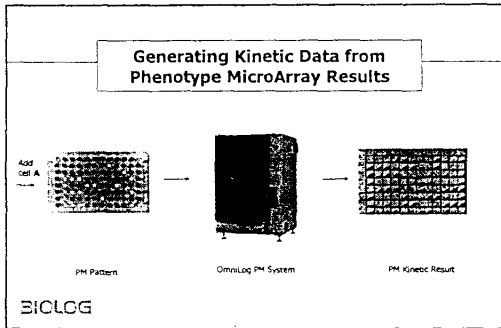 Generating Kinetic Data from
Phenotype MicroArray Results
Add
cell A
PM Pattern
OmniLog PM System
PM Kinetic Result
BIOLOG